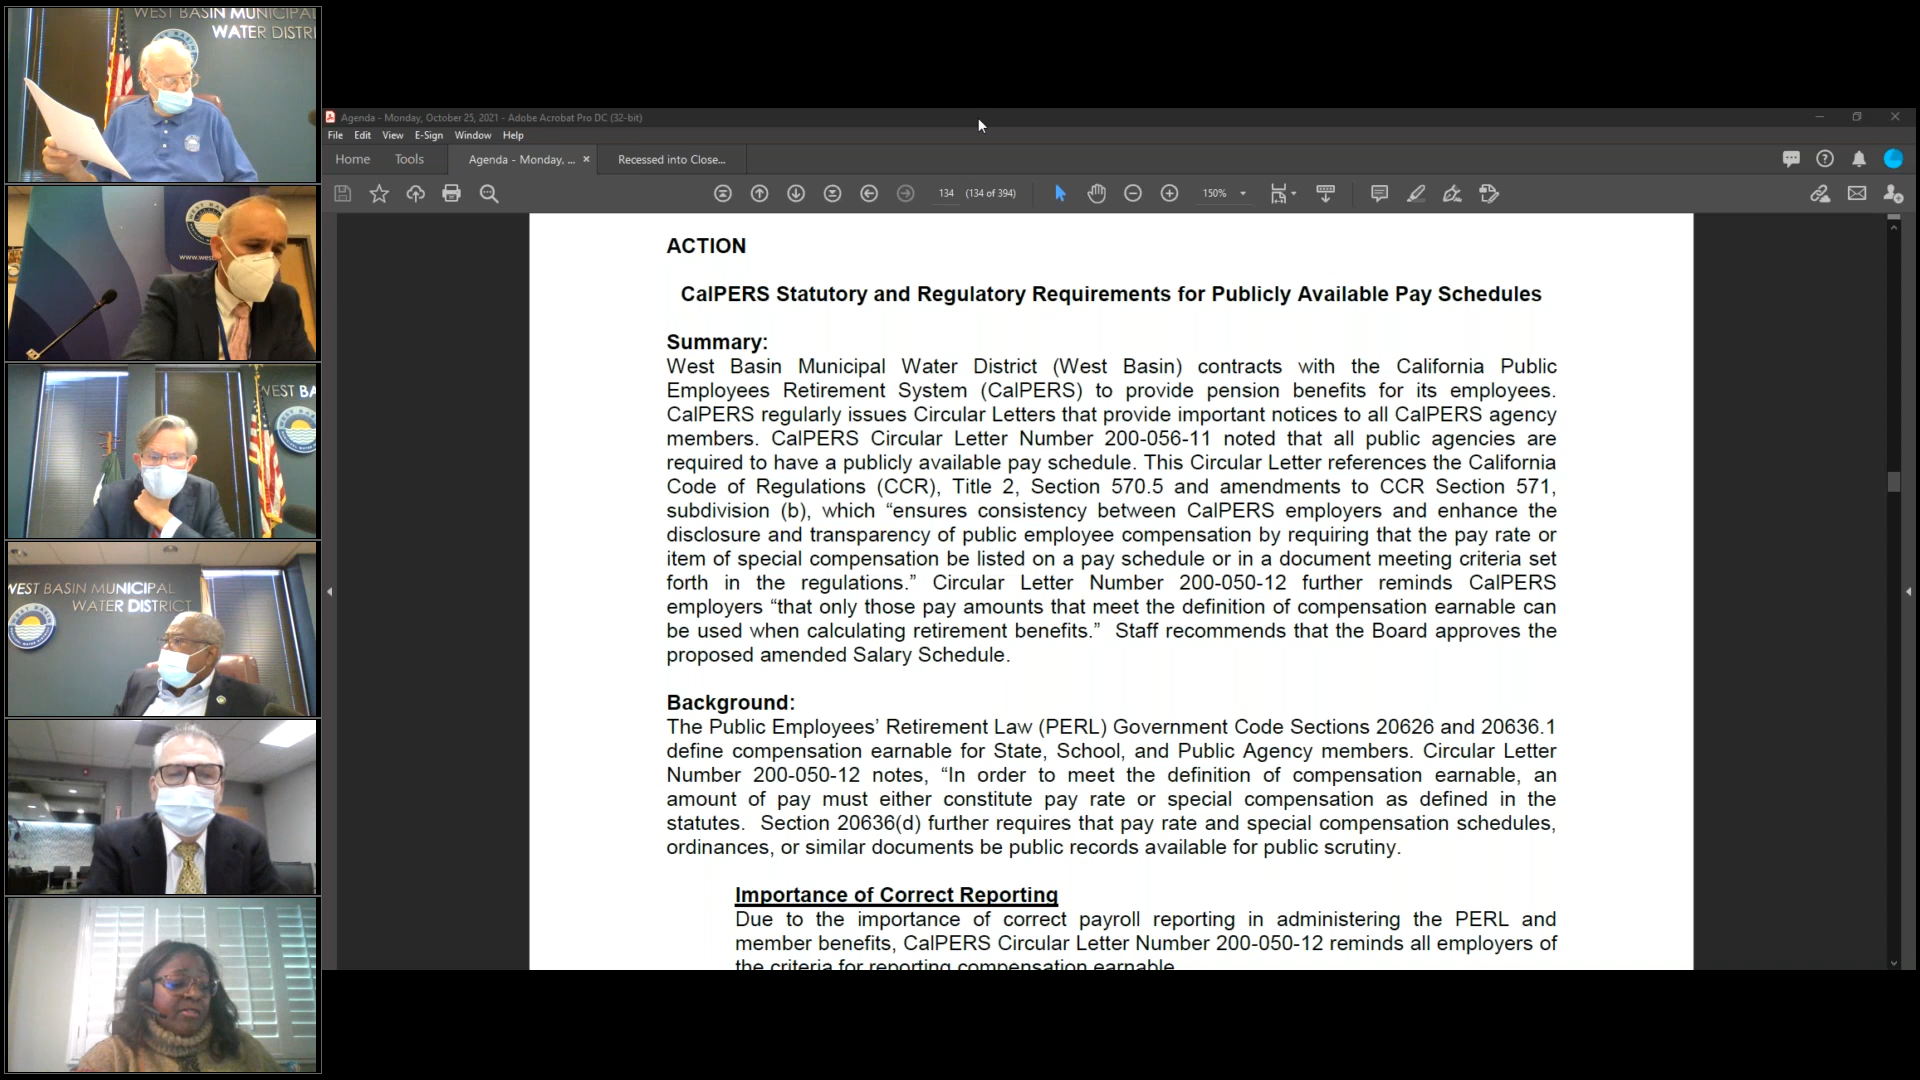 WEST BASIN MUNICIPAL
WATER DISTRI
WEST BASIN
www.west
WEST BA
WEST BASIN MUNICIPAL
WATER DISTRICT
Agenda - Monday, October 25, 2021 - Adobe Acrobat Pro DC (32-bit)
File Edit View E-Sign Window Help
Home Tools Agenda - Monday, ... × Recessed into Close...
134 (134 of 394) 150%
ACTION
CalPERS Statutory and Regulatory Requirements for Publicly Available Pay Schedules
Summary:
West Basin Municipal Water District (West Basin) contracts with the California Public
Employees Retirement System (CalPERS) to provide pension benefits for its employees.
CalPERS regularly issues Circular Letters that provide important notices to all CalPERS agency
members. CalPERS Circular Letter Number 200-056-11 noted that all public agencies are
required to have a publicly available pay schedule. This Circular Letter references the California
Code of Regulations (CCR), Title 2, Section 570.5 and amendments to CCR Section 571,
subdivision (b), which “ensures consistency between CalPERS employers and enhance the
disclosure and transparency of public employee compensation by requiring that the pay rate or
item of special compensation be listed on a pay schedule or in a document meeting criteria set
forth in the regulations.” Circular Letter Number 200-050-12 further reminds CalPERS
employers “that only those pay amounts that meet the definition of compensation earnable can
be used when calculating retirement benefits.”  Staff recommends that the Board approves the
proposed amended Salary Schedule.
Background:
The Public Employees’ Retirement Law (PERL) Government Code Sections 20626 and 20636.1
define compensation earnable for State, School, and Public Agency members. Circular Letter
Number 200-050-12 notes, “In order to meet the definition of compensation earnable, an
amount of pay must either constitute pay rate or special compensation as defined in the
statutes.  Section 20636(d) further requires that pay rate and special compensation schedules,
ordinances, or similar documents be public records available for public scrutiny.
Importance of Correct Reporting
Due to the importance of correct payroll reporting in administering the PERL and
member benefits, CalPERS Circular Letter Number 200-050-12 reminds all employers of
the criteria for reporting compensation earnable